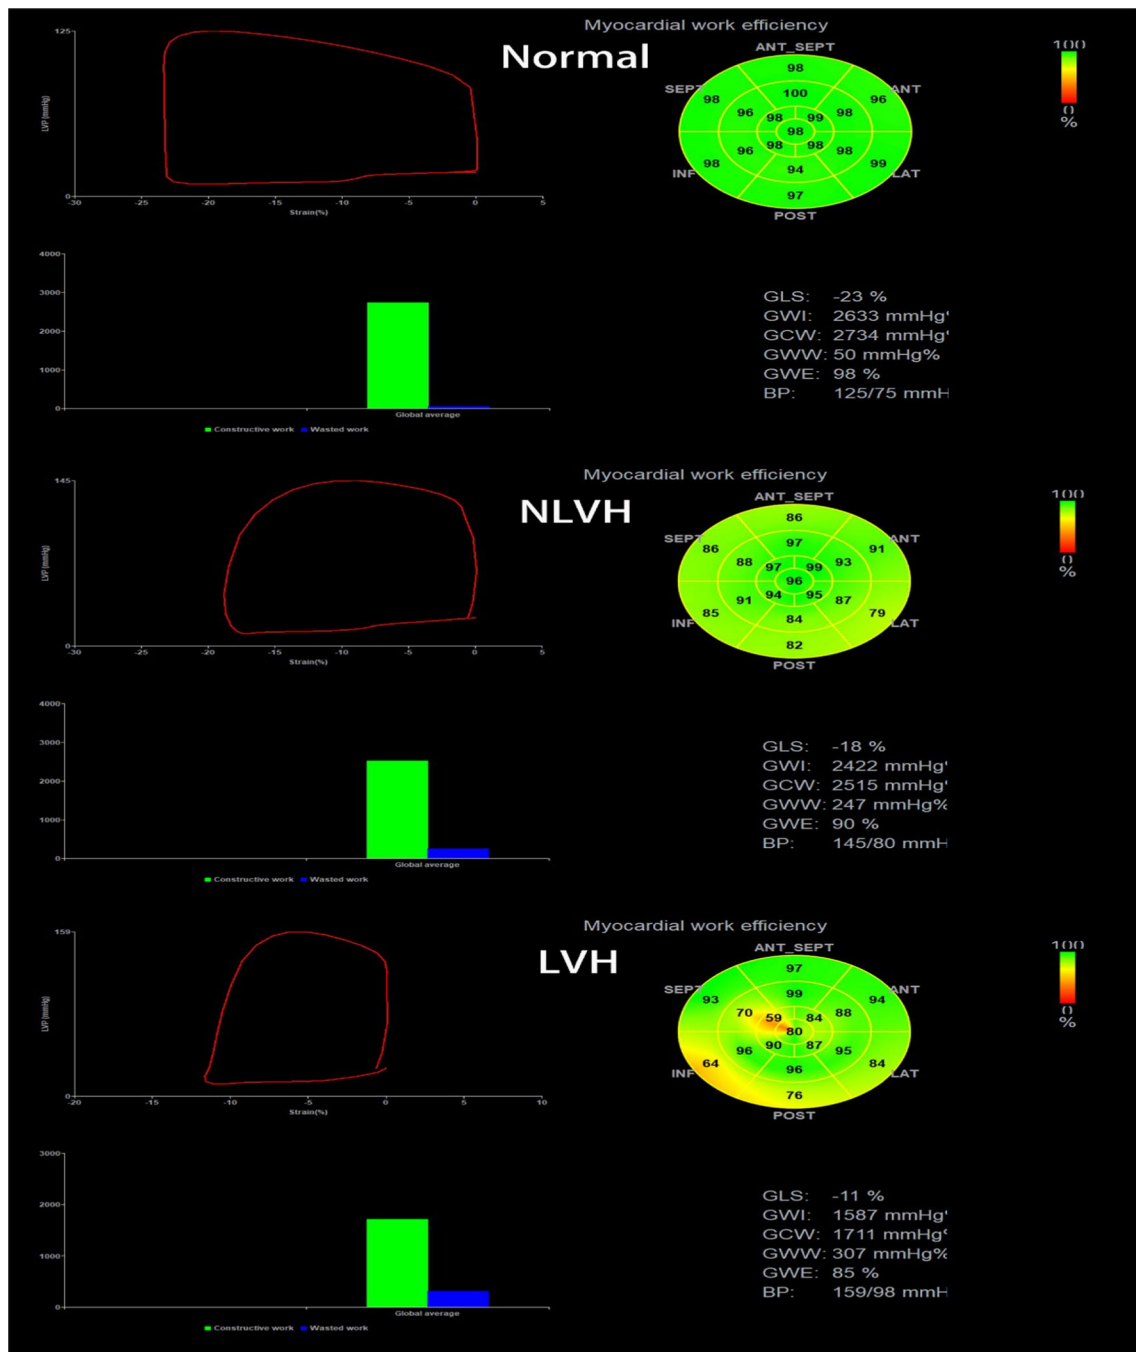 Myocardial work efficiency
Normal
125
LVP (mmHg)
0
-30 -25 -20 -15 -10 -5 0 5
Strain(%)
ANT_SEPT
SEPT ANT
INF LAT
POST
98
98 96
100
96 98
98 99
98
96 98 98 98
98 99
94
97
100
0
%
4000
3000
2000
1000
0
Global average
Constructive work Wasted work
GLS: -23 %
GWI: 2633 mmHg%
GCW: 2734 mmHg%
GWW: 50 mmHg%
GWE: 98 %
BP: 125/75 mmH
Myocardial work efficiency
NLVH
145
LVP (mmHg)
0
-30 -25 -20 -15 -10 -5 0 5
Strain(%)
ANT_SEPT
SEPT ANT
INF LAT
POST
86
86 91
97
88 93
97 99
96
91 94 95 87
85 79
84
82
100
0
%
4000
3000
2000
1000
0
Global average
Constructive work Wasted work
GLS: -18 %
GWI: 2422 mmHg%
GCW: 2515 mmHg%
GWW: 247 mmHg%
GWE: 90 %
BP: 145/80 mmH
Myocardial work efficiency
LVH
159
LVP (mmHg)
0
-20 -15 -10 -5 0 5 10
Strain(%)
ANT_SEPT
SEPT ANT
INF LAT
POST
97
93 94
99
70 88
59 84
80
96 90 87 95
64 84
96
76
100
0
%
3000
2000
1000
0
Global average
Constructive work Wasted work
GLS: -11 %
GWI: 1587 mmHg%
GCW: 1711 mmHg%
GWW: 307 mmHg%
GWE: 85 %
BP: 159/98 mmH